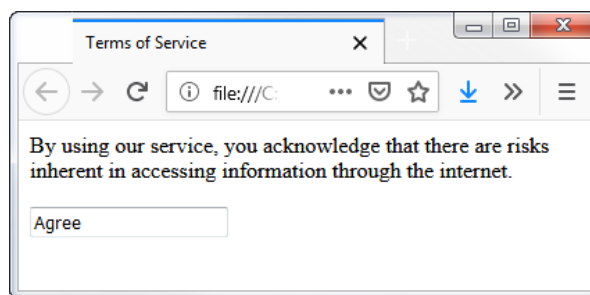 Terms of Service
file:///C:
By using our service, you acknowledge that there are risks
inherent in accessing information through the internet.
Agree